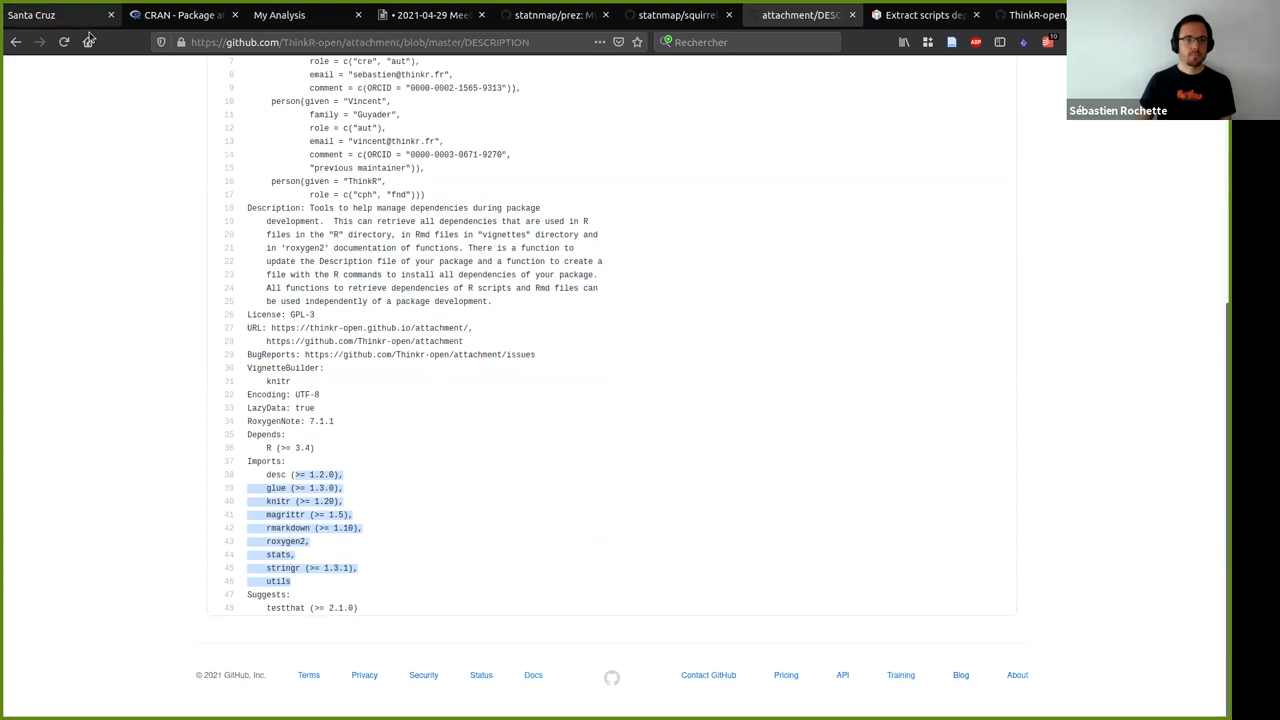 Santa Cruz
CRAN - Package a
My Analysis
• 2021-04-29 Mee
statnmap/prez: My
statnmap/squirre
attachment/DESC
Extract scripts dep
ThinkR-open/
https://github.com/ThinkR-open/attachment/blob/master/DESCRIPTION
Rechercher
ABP
10
Sébastien Rochette
7 role = c("cre", "aut"),
8 email = "sebastien@thinkr.fr",
9 comment = c(ORCID = "0000-0002-1565-9313")),
10 person(given = "Vincent",
11 family = "Guyader",
12 role = c("aut"),
13 email = "vincent@thinkr.fr",
14 comment = c(ORCID = "0000-0003-0671-9270",
15 "previous maintainer")),
16 person(given = "ThinkR",
17 role = c("cph", "fnd")))
18 Description: Tools to help manage dependencies during package
19 development. This can retrieve all dependencies that are used in R
20 files in the "R" directory, in Rmd files in "vignettes" directory and
21 in 'roxygen2' documentation of functions. There is a function to
22 update the Description file of your package and a function to create a
23 file with the R commands to install all dependencies of your package.
24 All functions to retrieve dependencies of R scripts and Rmd files can
25 be used independently of a package development.
26 License: GPL-3
27 URL: https://thinkr-open.github.io/attachment/,
28 https://github.com/Thinkr-open/attachment
29 BugReports: https://github.com/Thinkr-open/attachment/issues
30 VignetteBuilder:
31 knitr
32 Encoding: UTF-8
33 LazyData: true
34 RoxygenNote: 7.1.1
35 Depends:
36 R (>= 3.4)
37 Imports:
38 desc (>= 1.2.0),
39 glue (>= 1.3.0),
40 knitr (>= 1.20),
41 magrittr (>= 1.5),
42 rmarkdown (>= 1.10),
43 roxygen2,
44 stats,
45 stringr (>= 1.3.1),
46 utils
47 Suggests:
48 testthat (>= 2.1.0)
© 2021 GitHub, Inc.
Terms
Privacy
Security
Status
Docs
Contact GitHub
Pricing
API
Training
Blog
About